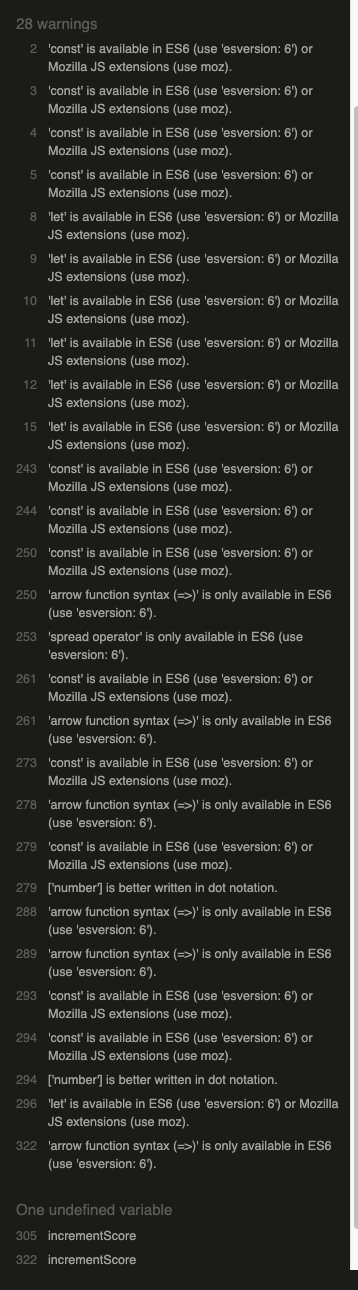 28 warnings
2 'const' is available in ES6 (use 'esversion: 6') or
Mozilla JS extensions (use moz).
3 'const' is available in ES6 (use 'esversion: 6') or
Mozilla JS extensions (use moz).
4 'const' is available in ES6 (use 'esversion: 6') or
Mozilla JS extensions (use moz).
5 'const' is available in ES6 (use 'esversion: 6') or
Mozilla JS extensions (use moz).
8 'let' is available in ES6 (use 'esversion: 6') or Mozilla
JS extensions (use moz).
9 'let' is available in ES6 (use 'esversion: 6') or Mozilla
JS extensions (use moz).
10 'let' is available in ES6 (use 'esversion: 6') or Mozilla
JS extensions (use moz).
11 'let' is available in ES6 (use 'esversion: 6') or Mozilla
JS extensions (use moz).
12 'let' is available in ES6 (use 'esversion: 6') or Mozilla
JS extensions (use moz).
15 'let' is available in ES6 (use 'esversion: 6') or Mozilla
JS extensions (use moz).
243 'const' is available in ES6 (use 'esversion: 6') or
Mozilla JS extensions (use moz).
244 'const' is available in ES6 (use 'esversion: 6') or
Mozilla JS extensions (use moz).
250 'const' is available in ES6 (use 'esversion: 6') or
Mozilla JS extensions (use moz).
250 'arrow function syntax (=>)' is only available in ES6
(use 'esversion: 6').
253 'spread operator' is only available in ES6 (use
'esversion: 6').
261 'const' is available in ES6 (use 'esversion: 6') or
Mozilla JS extensions (use moz).
261 'arrow function syntax (=>)' is only available in ES6
(use 'esversion: 6').
273 'const' is available in ES6 (use 'esversion: 6') or
Mozilla JS extensions (use moz).
278 'arrow function syntax (=>)' is only available in ES6
(use 'esversion: 6').
279 'const' is available in ES6 (use 'esversion: 6') or
Mozilla JS extensions (use moz).
279 ['number'] is better written in dot notation.
288 'arrow function syntax (=>)' is only available in ES6
(use 'esversion: 6').
289 'arrow function syntax (=>)' is only available in ES6
(use 'esversion: 6').
293 'const' is available in ES6 (use 'esversion: 6') or
Mozilla JS extensions (use moz).
294 'const' is available in ES6 (use 'esversion: 6') or
Mozilla JS extensions (use moz).
294 ['number'] is better written in dot notation.
296 'let' is available in ES6 (use 'esversion: 6') or Mozilla
JS extensions (use moz).
322 'arrow function syntax (=>)' is only available in ES6
(use 'esversion: 6').
One undefined variable
305 incrementScore
322 incrementScore